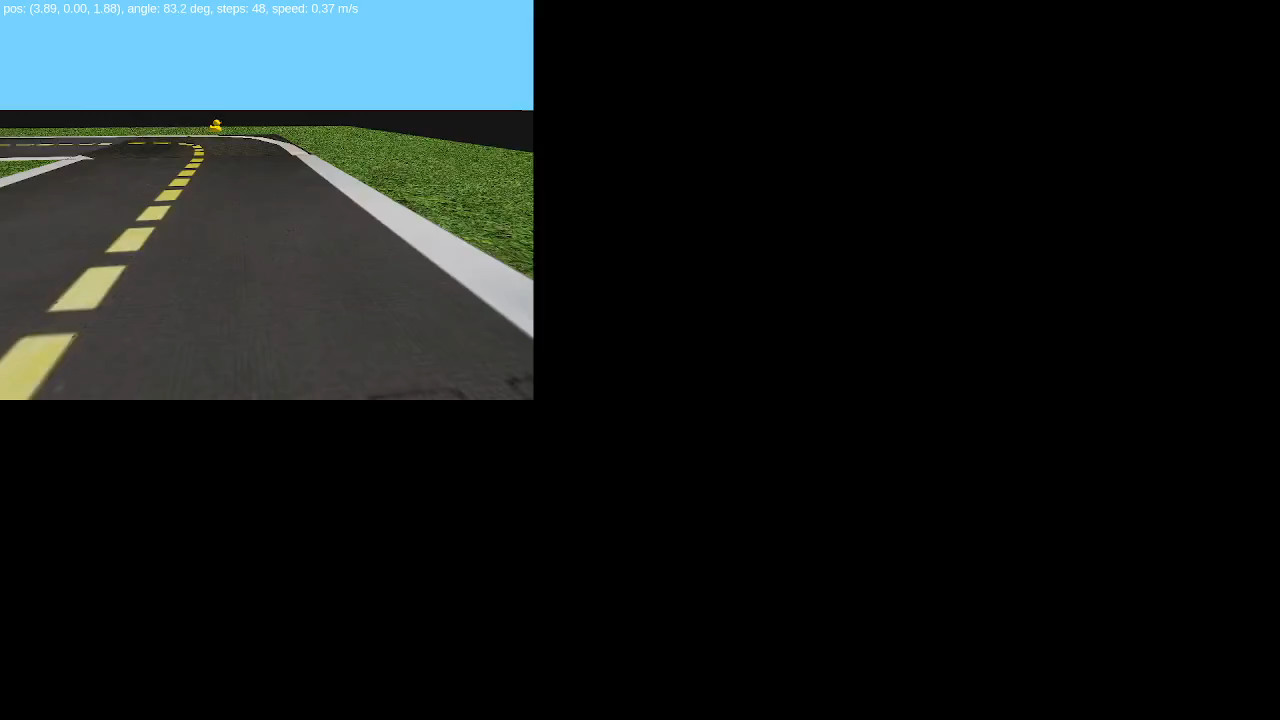 pos: (3.89, 0.00, 1.88), angle: 83.2 deg, steps: 48, speed: 0.37 m/s